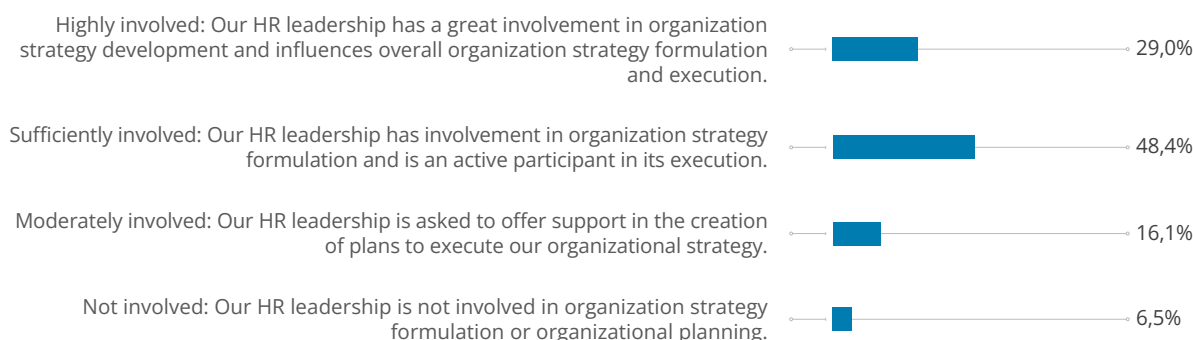 Highly involved: Our HR leadership has a great involvement in organization
strategy development and influences overall organization strategy formulation
and execution.
29,0%
Sufficiently involved: Our HR leadership has involvement in organization strategy
formulation and is an active participant in its execution.
48,4%
Moderately involved: Our HR leadership is asked to offer support in the creation
of plans to execute our organizational strategy.
16,1%
Not involved: Our HR leadership is not involved in organization strategy
formulation or organizational planning.
6,5%